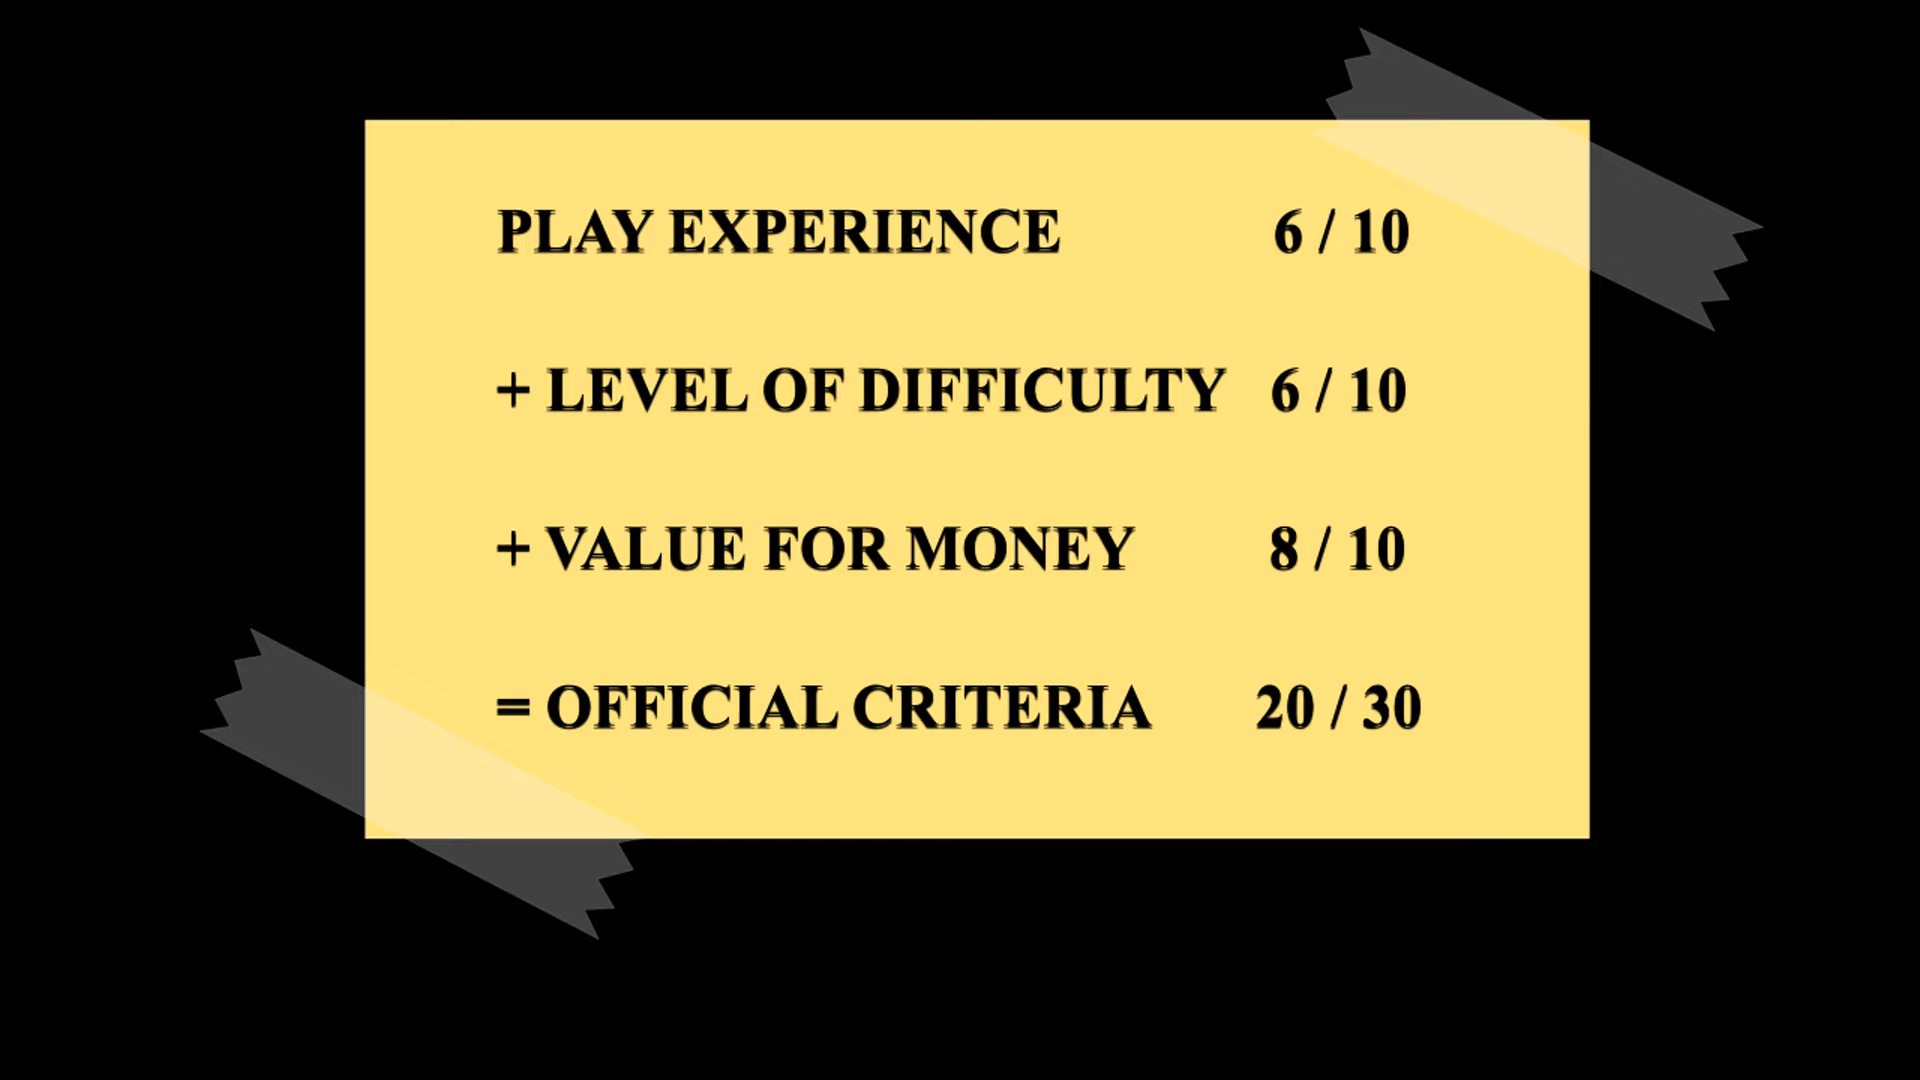 PLAY EXPERIENCE 6 / 10
+ LEVEL OF DIFFICULTY 6 / 10
+ VALUE FOR MONEY 8 / 10
= OFFICIAL CRITERIA 20 / 30